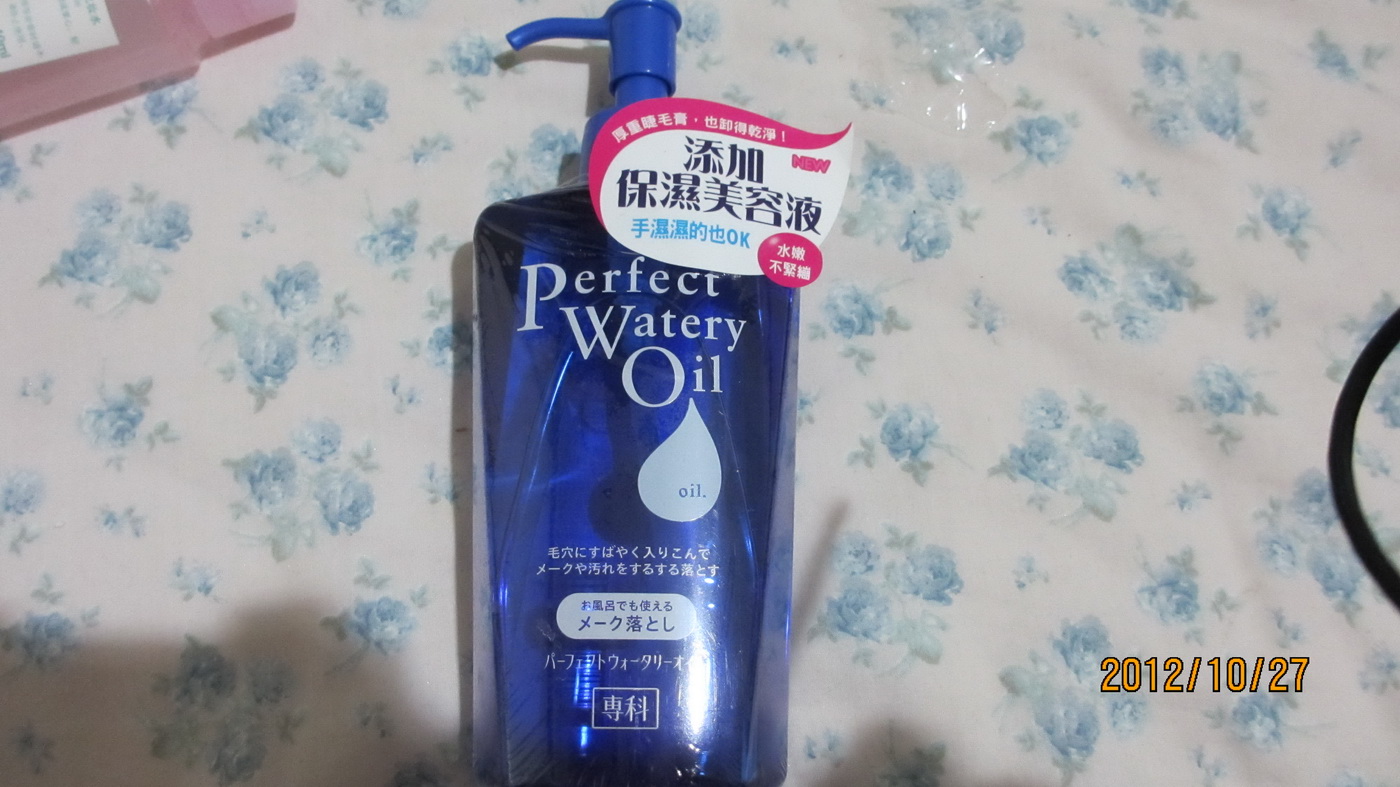 厚重睫毛膏，也卸得乾淨！
添加
NEW
保濕美容液
手濕濕的也OK
水嫩
不緊繃
Perfect
Watery
Oil
oil.
毛穴にすばやく入りこんで
メークや汚れをするする落とす
お風呂でも使える
メーク落とし
パーフェクトウォータリーオイル
専科
2012/10/27